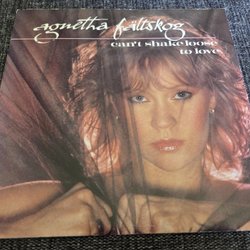 agnetha fältskog
can't shake loose
to love